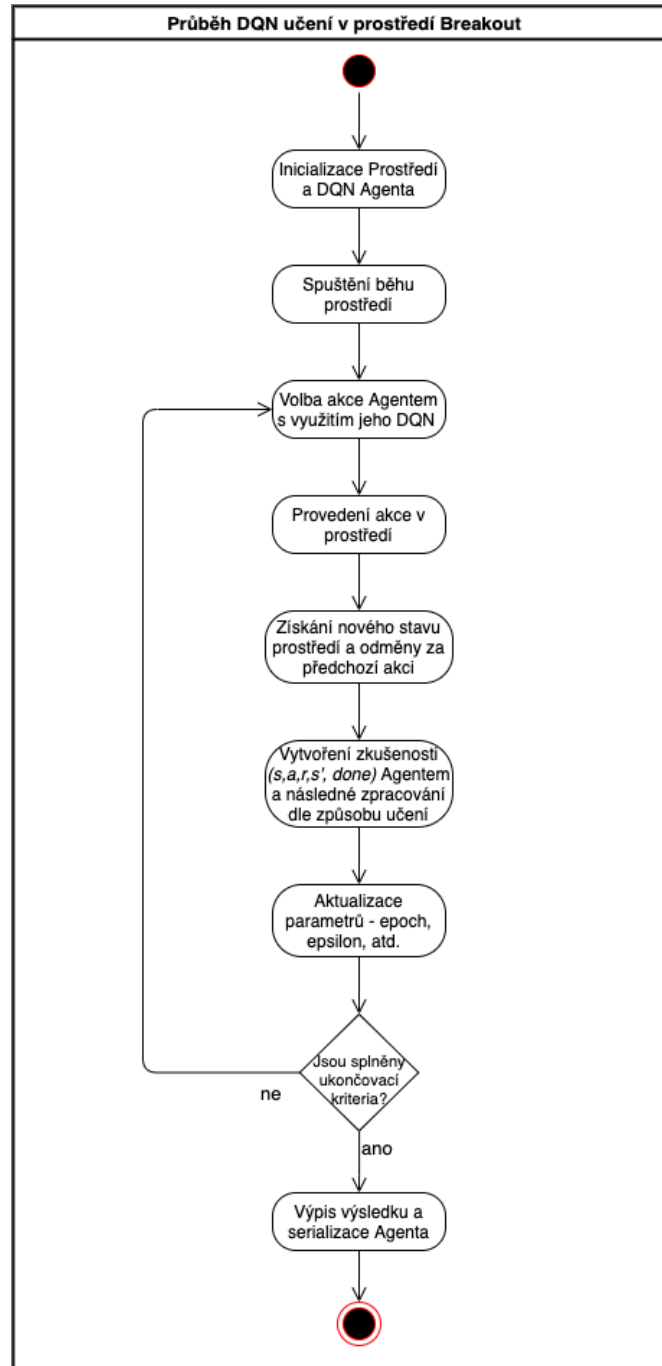 Průběh DQN učení v prostředí Breakout
Inicializace Prostředí
a DQN Agenta
Spuštění běhu
prostředí
Volba akce Agentem
s využitím jeho DQN
Provedení akce v
prostředí
Získání nového stavu
prostředí a odměny za
předchozí akci
Vytvoření zkušeností
(s,a,r,s', done) Agentem
a následné zpracování
dle způsobu učení
Aktualizace
parametrů - epoch,
epsilon, atd.
Jsou splněny
ukončovací
kriteria?
ne
ano
Výpis výsledku a
serializace Agenta